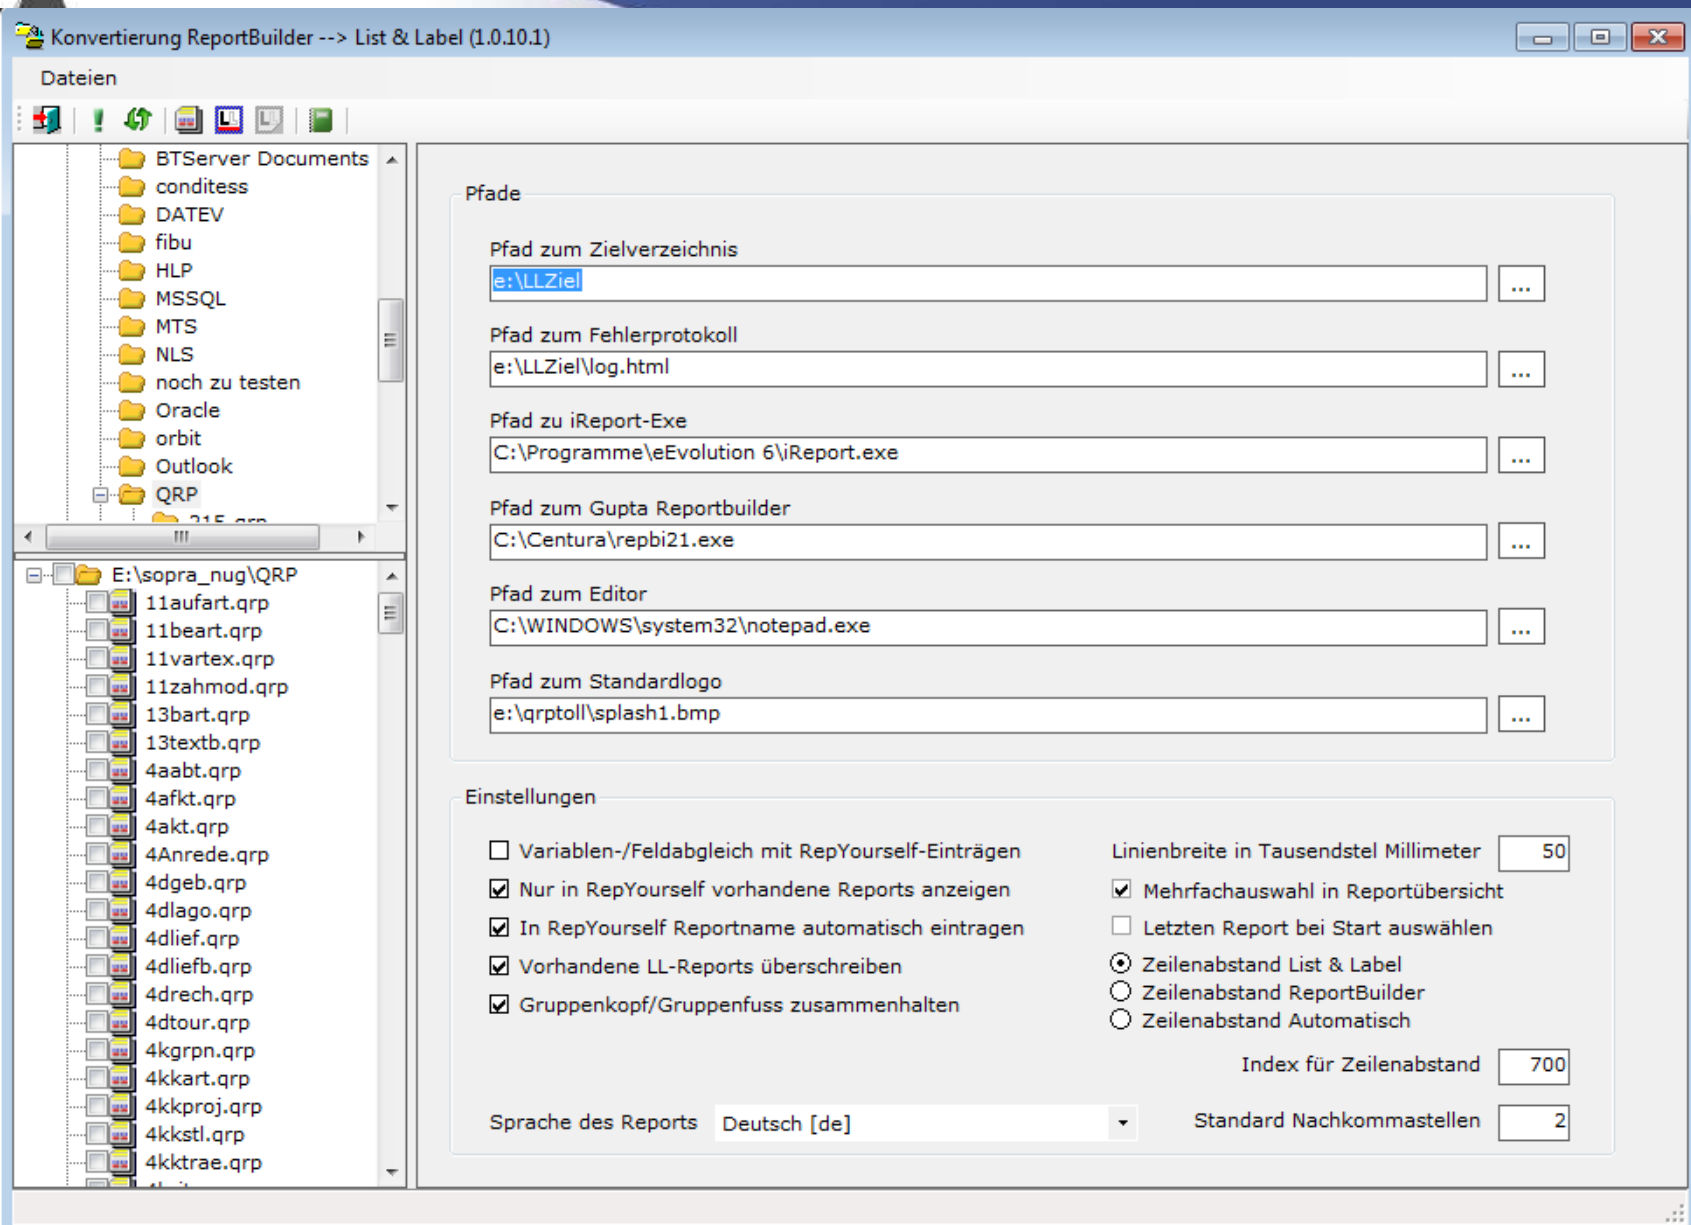 Konvertierung ReportBuilder --> List & Label (1.0.10.1)
Dateien
BTServer Documents
conditess
DATEV
fibu
HLP
MSSQL
MTS
NLS
noch zu testen
Oracle
orbit
Outlook
QRP
E:\sopra_nug\QRP
11aufart.qrp
11beart.qrp
11vartex.qrp
11zahmod.qrp
13bart.qrp
13textb.qrp
4aabt.qrp
4afkt.qrp
4akt.qrp
4Anrede.qrp
4dgeb.qrp
4dlago.qrp
4dlief.qrp
4dliefb.qrp
4drech.qrp
4dtour.qrp
4kgrpn.qrp
4kkart.qrp
4kkproj.qrp
4kkstl.qrp
4kktrae.qrp
Pfade
Pfad zum Zielverzeichnis
e:\LLZiel
...
Pfad zum Fehlerprotokoll
e:\LLZiel\log.html
...
Pfad zu iReport-Exe
C:\Programme\eEvolution 6\iReport.exe
...
Pfad zum Gupta Reportbuilder
C:\Centura\repbi21.exe
...
Pfad zum Editor
C:\WINDOWS\system32\notepad.exe
...
Pfad zum Standardlogo
e:\qrptoll\splash1.bmp
...
Einstellungen
Variablen-/Feldabgleich mit RepYourself-Einträgen
Nur in RepYourself vorhandene Reports anzeigen
In RepYourself Reportname automatisch eintragen
Vorhandene LL-Reports überschreiben
Gruppenkopf/Gruppenfuss zusammenhalten
Sprache des Reports Deutsch [de]
Linienbreite in Tausendstel Millimeter 50
Mehrfachauswahl in Reportübersicht
Letzten Report bei Start auswählen
Zeilenabstand List & Label
Zeilenabstand ReportBuilder
Zeilenabstand Automatisch
Index für Zeilenabstand 700
Standard Nachkommastellen 2